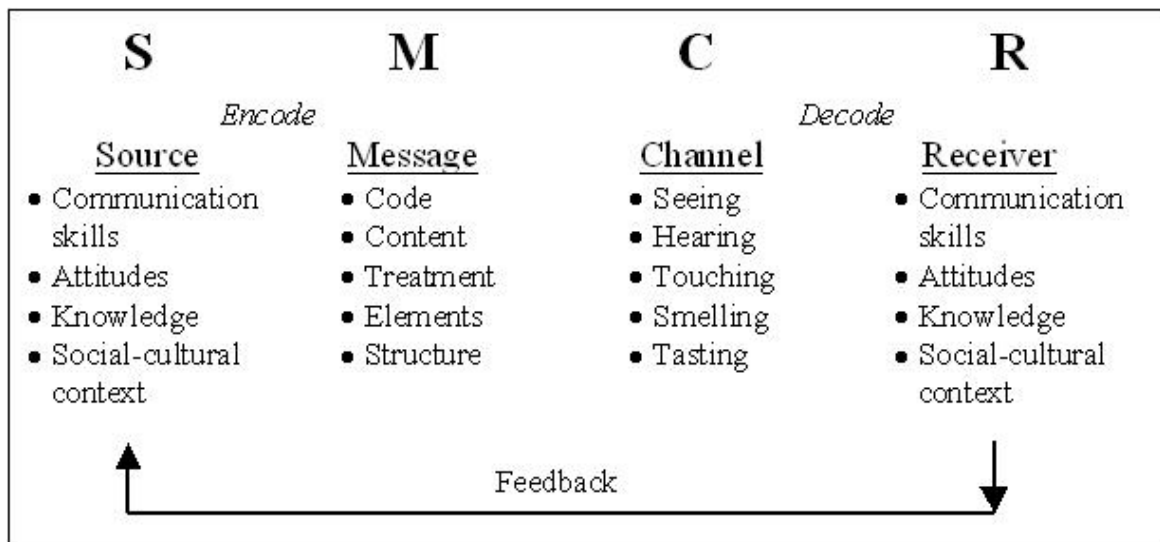 S M C R
Encode Decode
Source Message Channel Receiver
• Communication skills
• Attitudes
• Knowledge
• Social-cultural context
• Code
• Content
• Treatment
• Elements
• Structure
• Seeing
• Hearing
• Touching
• Smelling
• Tasting
• Communication skills
• Attitudes
• Knowledge
• Social-cultural context
Feedback